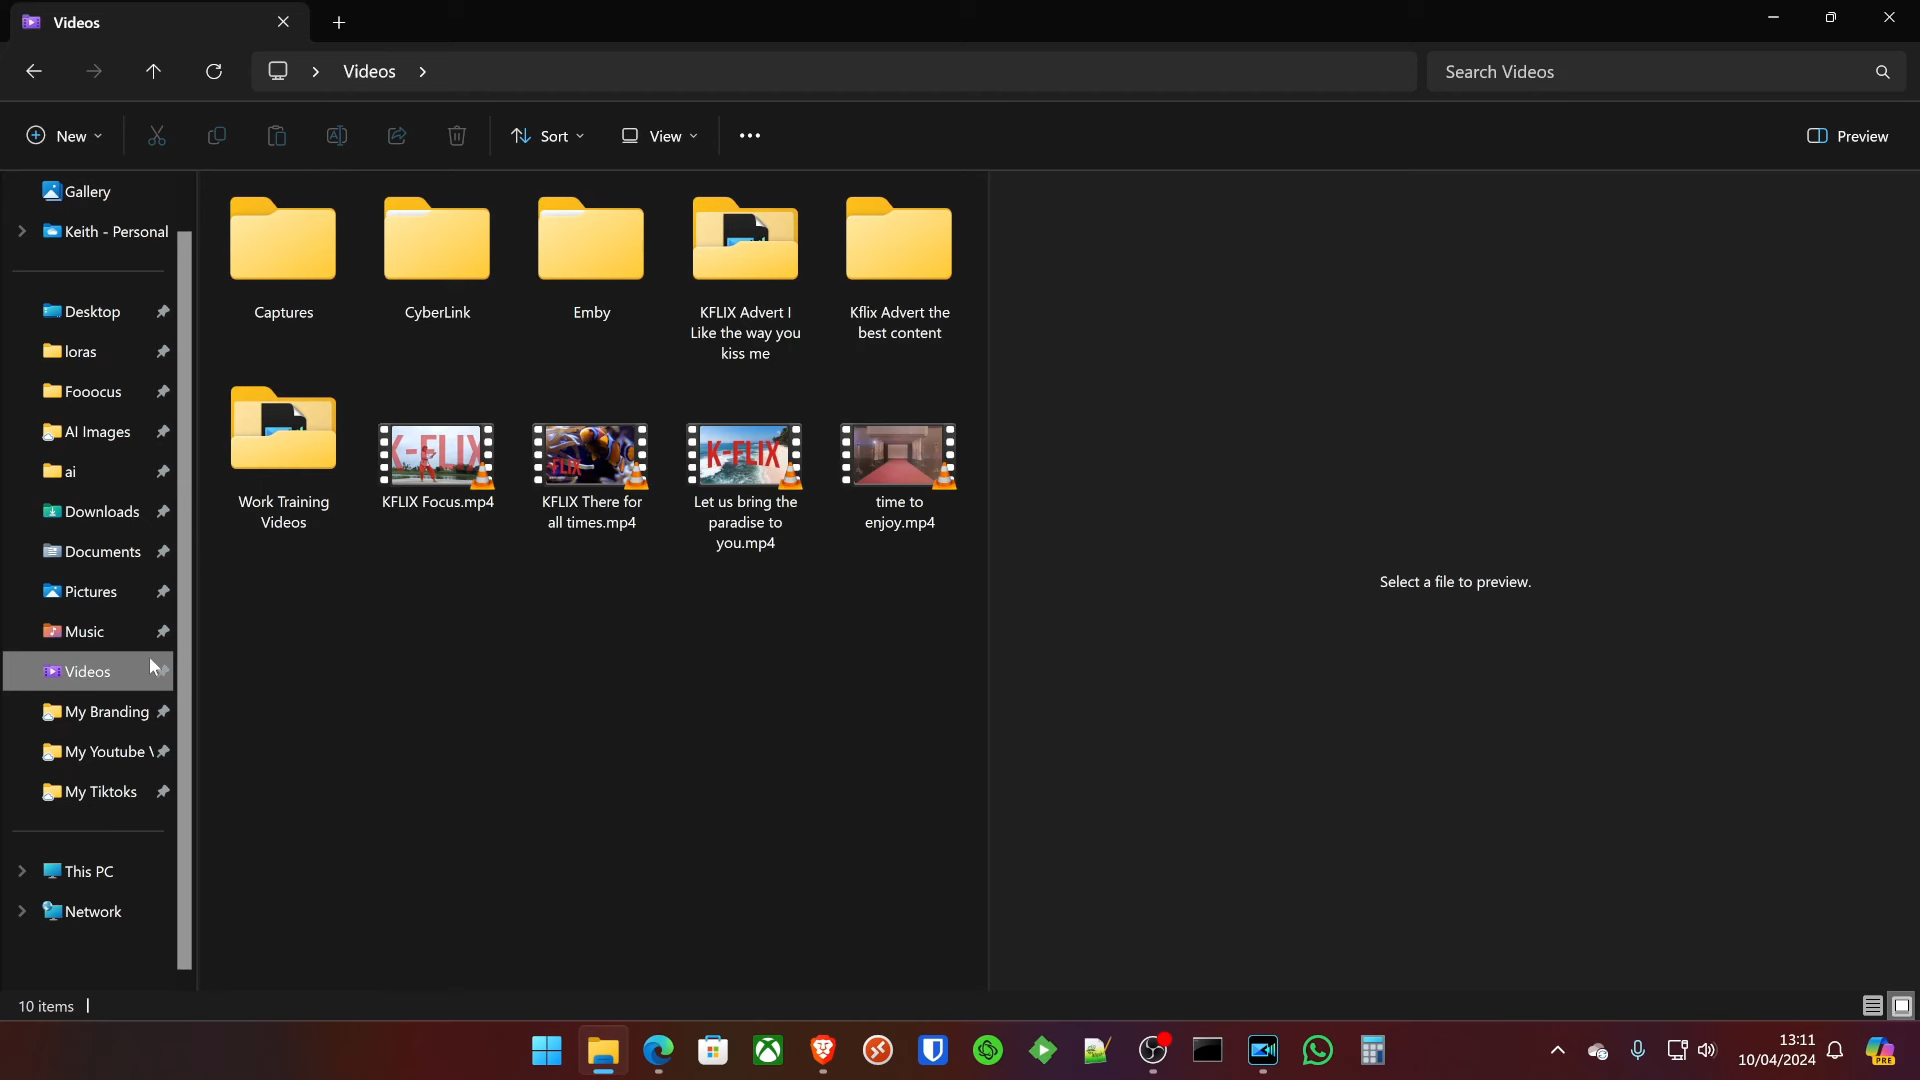 Videos
Videos
Search Videos
New
Sort
View
Preview
Gallery
Keith - Personal
Desktop
loras
Fooocus
AI Images
ai
Downloads
Documents
Pictures
Music
Videos
My Branding
My Youtube
My Tiktoks
This PC
Network
Captures
CyberLink
Emby
KFLIX Advert I
Like the way you
kiss me
Kflix Advert the
best content
Work Training
Videos
K-FLIX
KFLIX Focus.mp4
FLIX
KFLIX There for
all times.mp4
K-FLIX
Let us bring the
paradise to
you.mp4
time to
enjoy.mp4
Select a file to preview.
10 items
13:11
10/04/2024
PRE